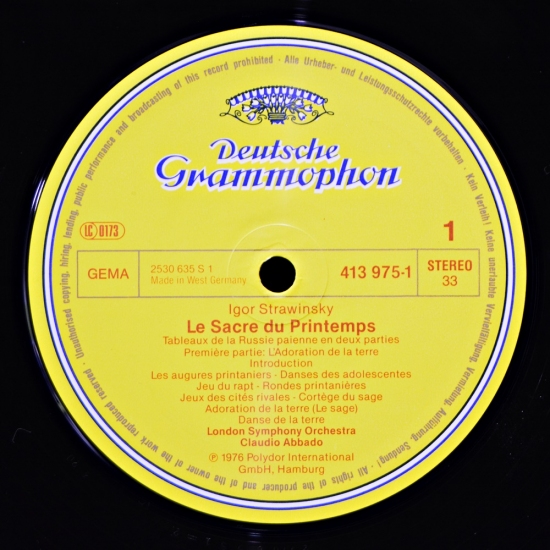 Unauthorised copying, hiring, lending, public performance and broadcasting of this record prohibited · Alle Urheber- und Leistungsschutzrechte vorbehalten · Kein Verleih! Keine unerlaubte Vervielfältigung, Vermietung, Aufführung, Sendung! · All rights of the producer and of the owner of the work reproduced reserved ·
Deutsche
Grammophon
LC 0173
1
GEMA
2530 635 S 1
Made in West Germany
413 975-1
STEREO
33
Igor Strawinsky
Le Sacre du Printemps
Tableaux de la Russie païenne en deux parties
Première partie: L'Adoration de la terre
Introduction
Les augures printaniers - Danses des adolescentes
Jeu du rapt - Rondes printanières
Jeux des cités rivales - Cortège du sage
Adoration de la terre (Le sage)
Danse de la terre
London Symphony Orchestra
Claudio Abbado
℗ 1976 Polydor International
GmbH, Hamburg